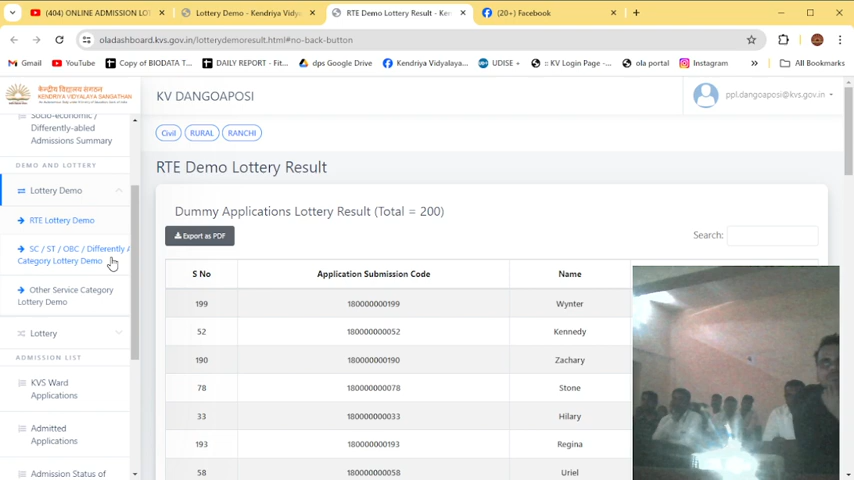 (404) ONLINE ADMISSION LOT
Lottery Demo - Kendriya Vidy
RTE Demo Lottery Result - Ke
(20+) Facebook
oladashboard.kvs.gov.in/lotterydemoresult.html#no-back-button
Gmail
YouTube
Copy of BIODATA T...
DAILY REPORT - Fit...
dps Google Drive
Kendriya Vidyalaya...
UDISE +
:: KV Login Page -...
ola portal
Instagram
All Bookmarks
केन्द्रीय विद्यालय संगठन
KENDRIYA VIDYALAYA SANGATHAN
KV DANGOAPOSI
ppl.dangoaposi@kvs.gov.in
Socio-economic /
Differently-abled
Admissions Summary
DEMO AND LOTTERY
Lottery Demo
RTE Lottery Demo
SC / ST / OBC / Differently A
Category Lottery Demo
Other Service Category
Lottery Demo
Lottery
ADMISSION LIST
KVS Ward
Applications
Admitted
Applications
Admission Status of
Civil
RURAL
RANCHI
RTE Demo Lottery Result
Dummy Applications Lottery Result (Total = 200)
Export as PDF
Search:
S No Application Submission Code Name
199 180000000199 Wynter
52 180000000052 Kennedy
190 180000000190 Zachary
78 180000000078 Stone
33 180000000033 Hilary
193 180000000193 Regina
58 180000000058 Uriel